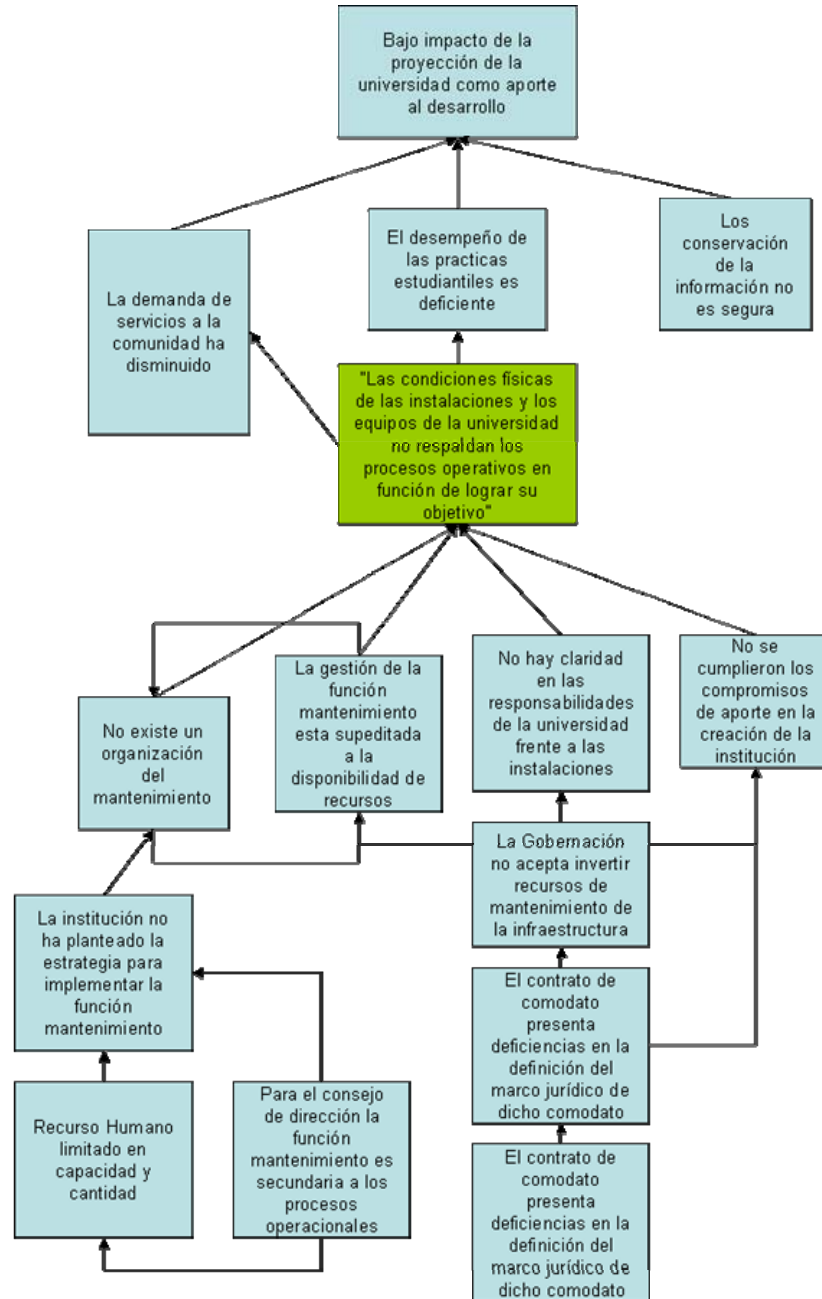 Bajo impacto de la
proyección de la
universidad como aporte
al desarrollo
La demanda de
servicios a la
comunidad ha
disminuido
El desempeño de
las practicas
estudiantiles es
deficiente
Los
conservación
de la
información no
es segura
"Las condiciones físicas
de las instalaciones y los
equipos de la universidad
no respaldan los
procesos operativos en
función de lograr su
objetivo"
No existe un
organización
del
mantenimiento
La gestión de la
función
mantenimiento
esta supeditada
a la
disponibilidad de
recursos
No hay claridad
en las
responsabilidades
de la universidad
frente a las
instalaciones
No se
cumplieron los
compromisos
de aporte en la
creación de la
institución
La Gobernación
no acepta invertir
recursos de
mantenimiento de
la infraestructura
La institución no
ha planteado la
estrategia para
implementar la
función
mantenimiento
El contrato de
comodato
presenta
deficiencias en la
definición del
marco jurídico de
dicho comodato
Recurso Humano
limitado en
capacidad y
cantidad
Para el consejo
de dirección la
función
mantenimiento es
secundaria a los
procesos
operacionales
El contrato de
comodato
presenta
deficiencias en la
definición del
marco jurídico de
dicho comodato